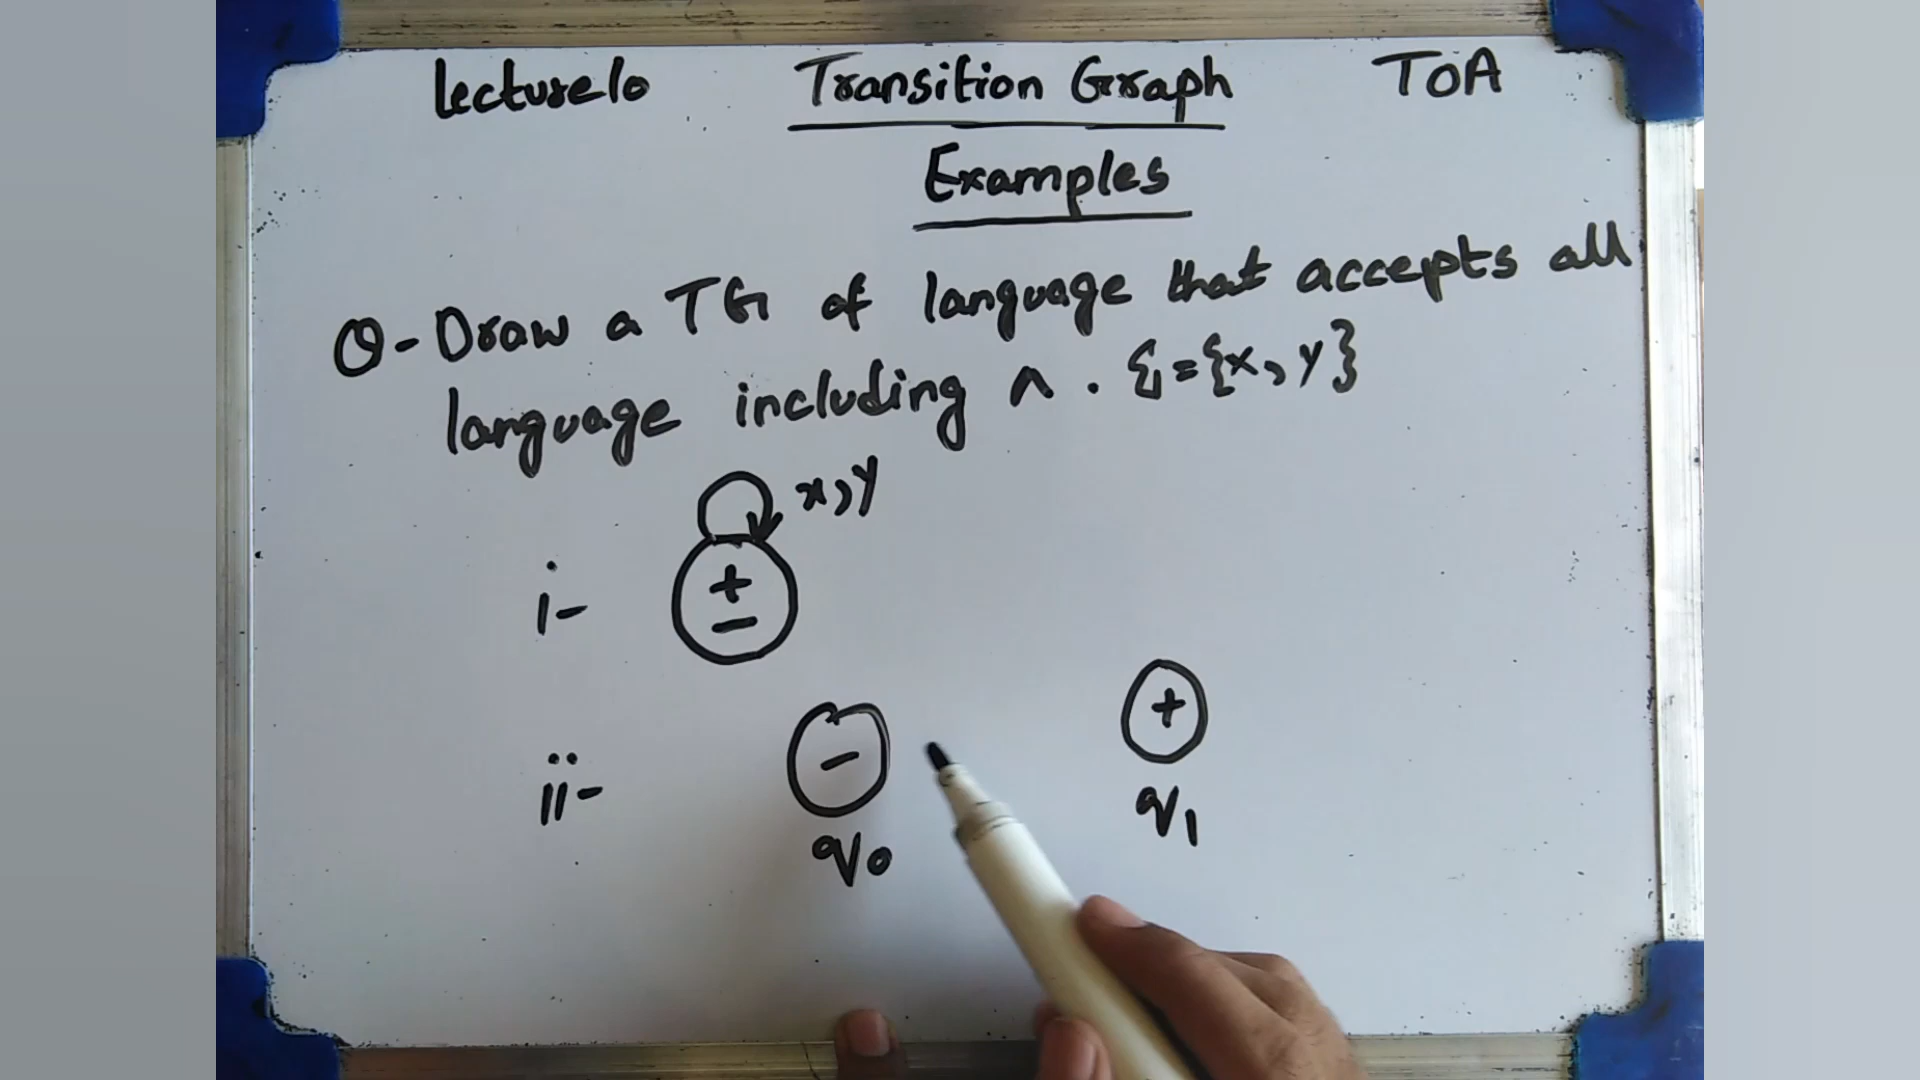 Lecture10 Transition Graph TOA
Examples
Q- Draw a TG of language that accepts all
language including ∧ . Σ={x, y}
x,y
i-
+
-
ii-
-
+
q0
q1